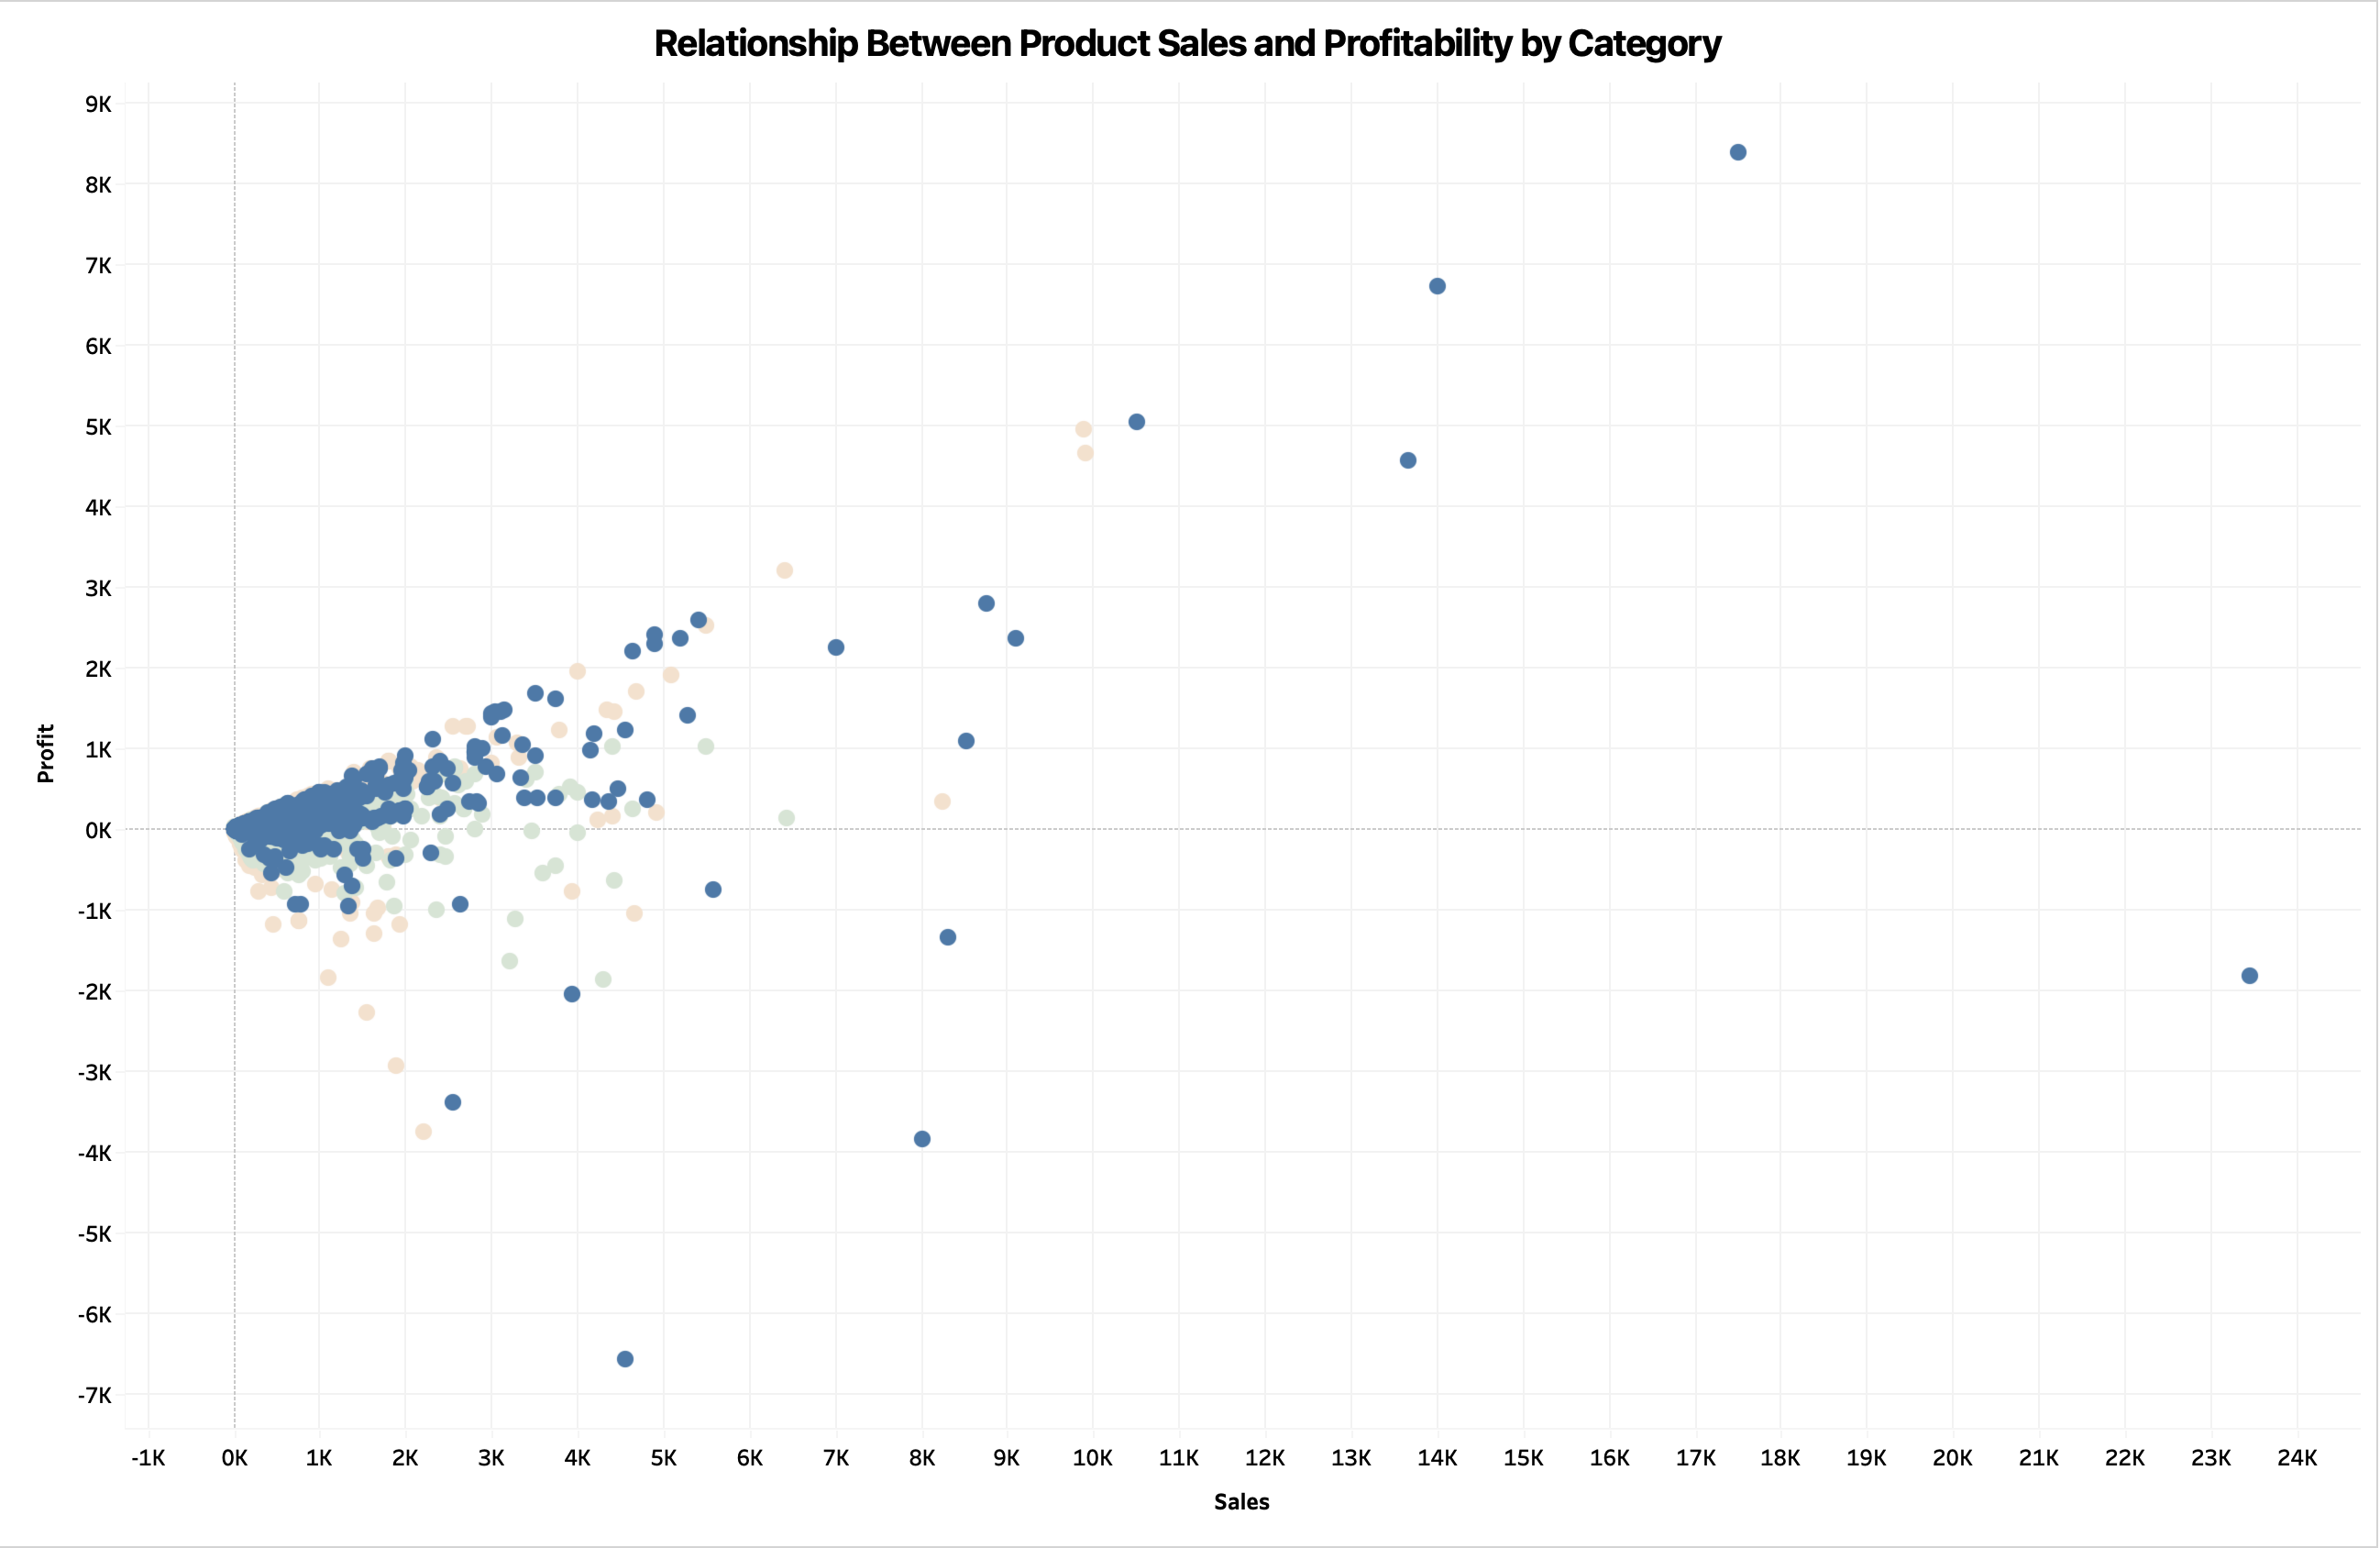 Relationship Between Product Sales and Profitability by Category
9K
8K
7K
6K
5K
4K
3K
2K
1K
0K
-1K
-2K
-3K
-4K
-5K
-6K
-7K
Profit
-1K 0K 1K 2K 3K 4K 5K 6K 7K 8K 9K 10K 11K 12K 13K 14K 15K 16K 17K 18K 19K 20K 21K 22K 23K 24K
Sales